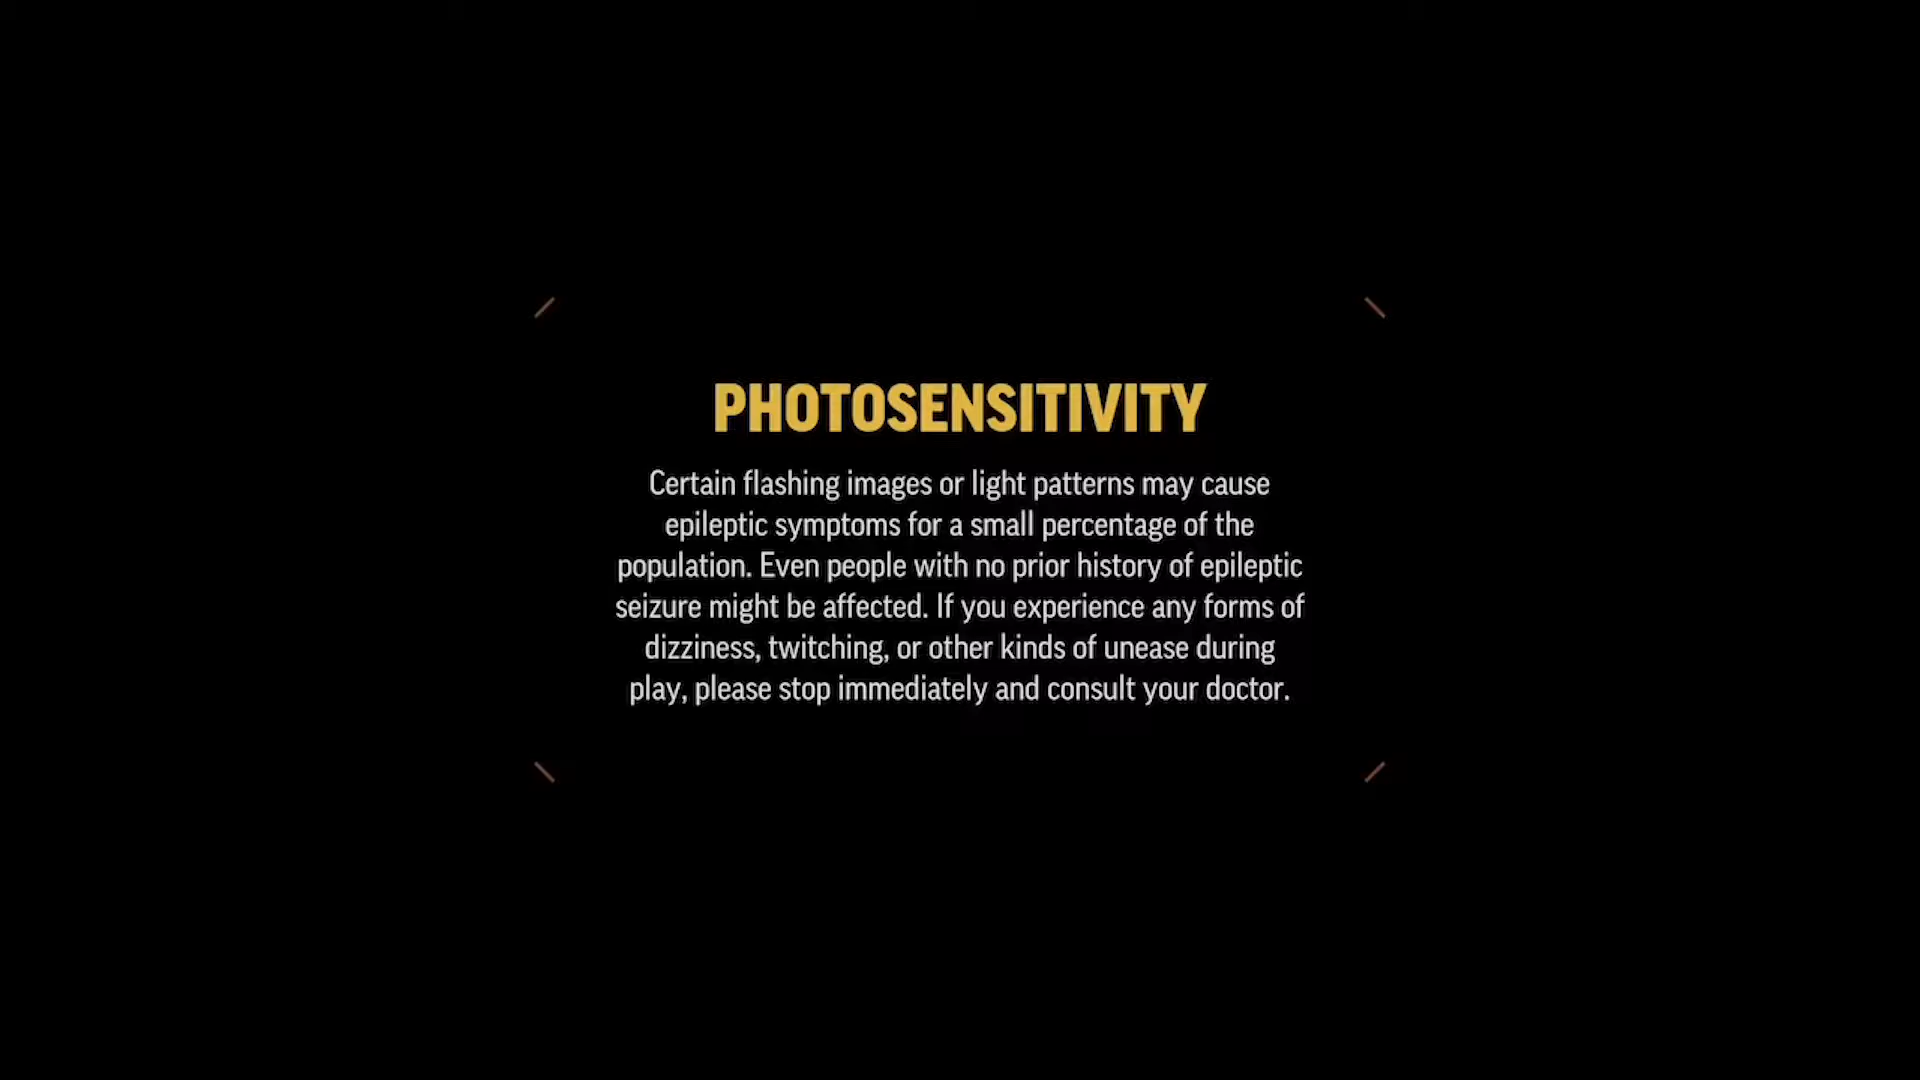 PHOTOSENSITIVITY
Certain flashing images or light patterns may cause
epileptic symptoms for a small percentage of the
population. Even people with no prior history of epileptic
seizure might be affected. If you experience any forms of
dizziness, twitching, or other kinds of unease during
play, please stop immediately and consult your doctor.